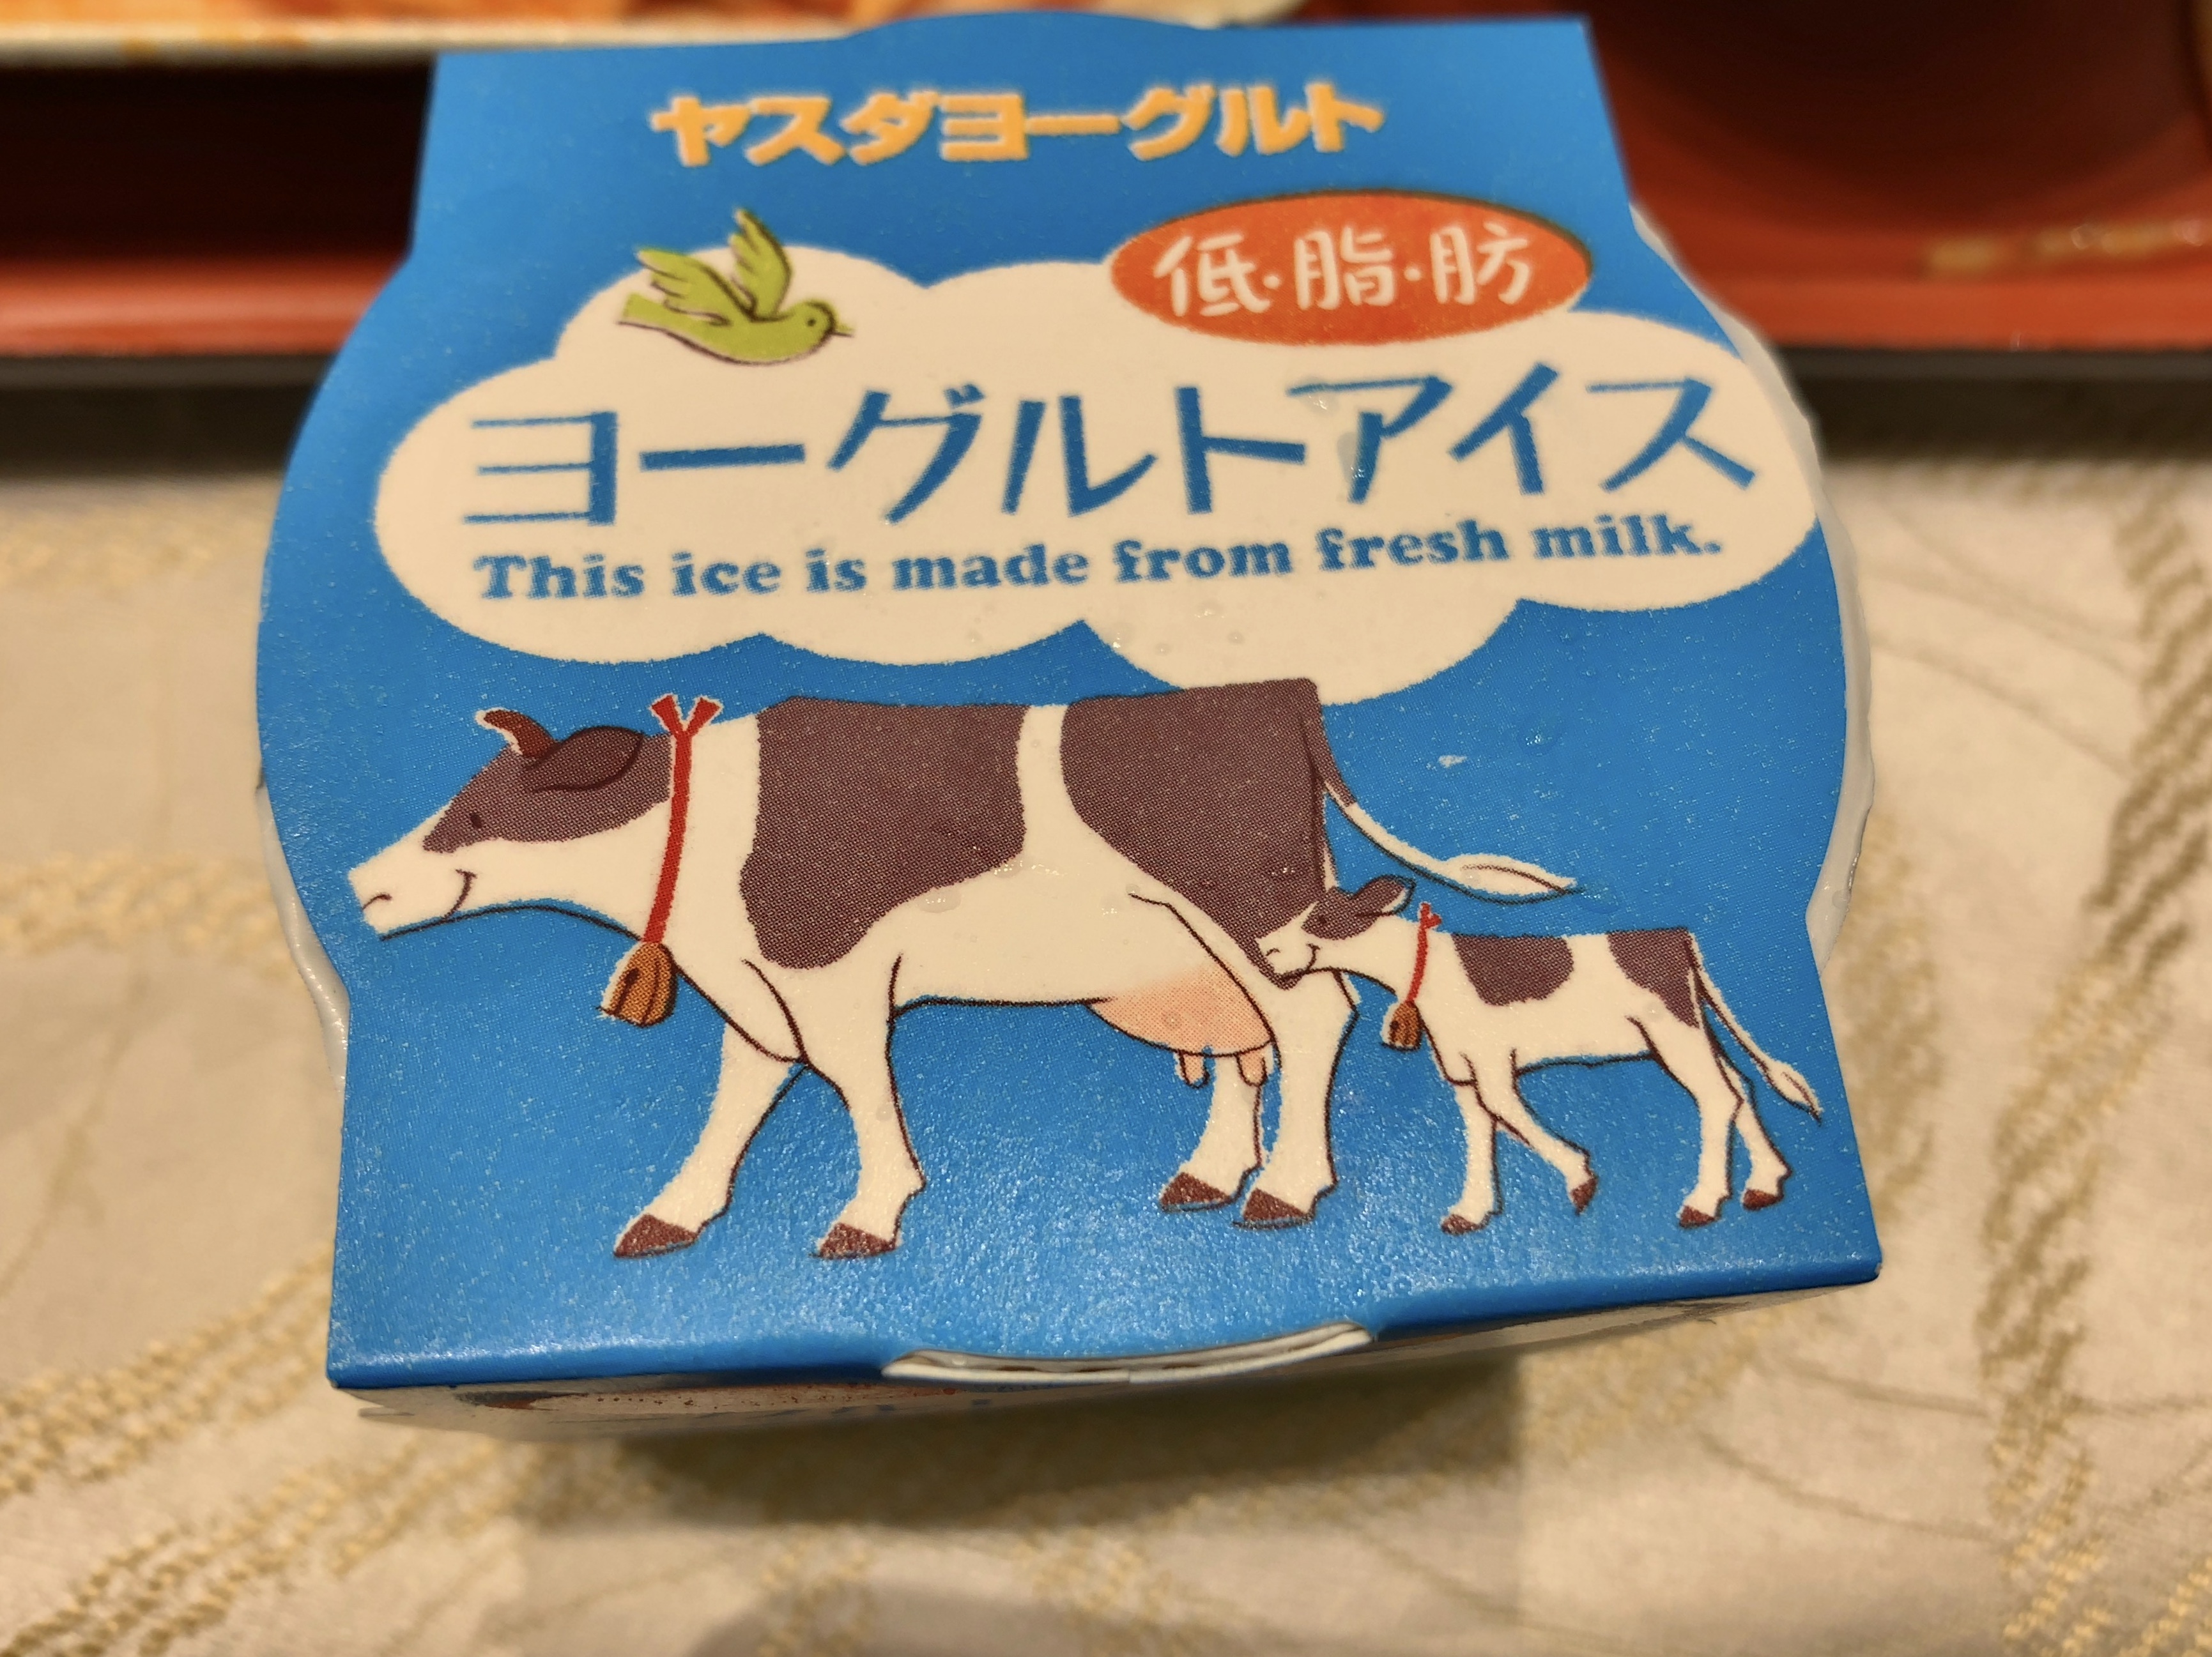 ヤスダヨーグルト
低・脂・肪
ヨーグルトアイス
This ice is made from fresh milk.